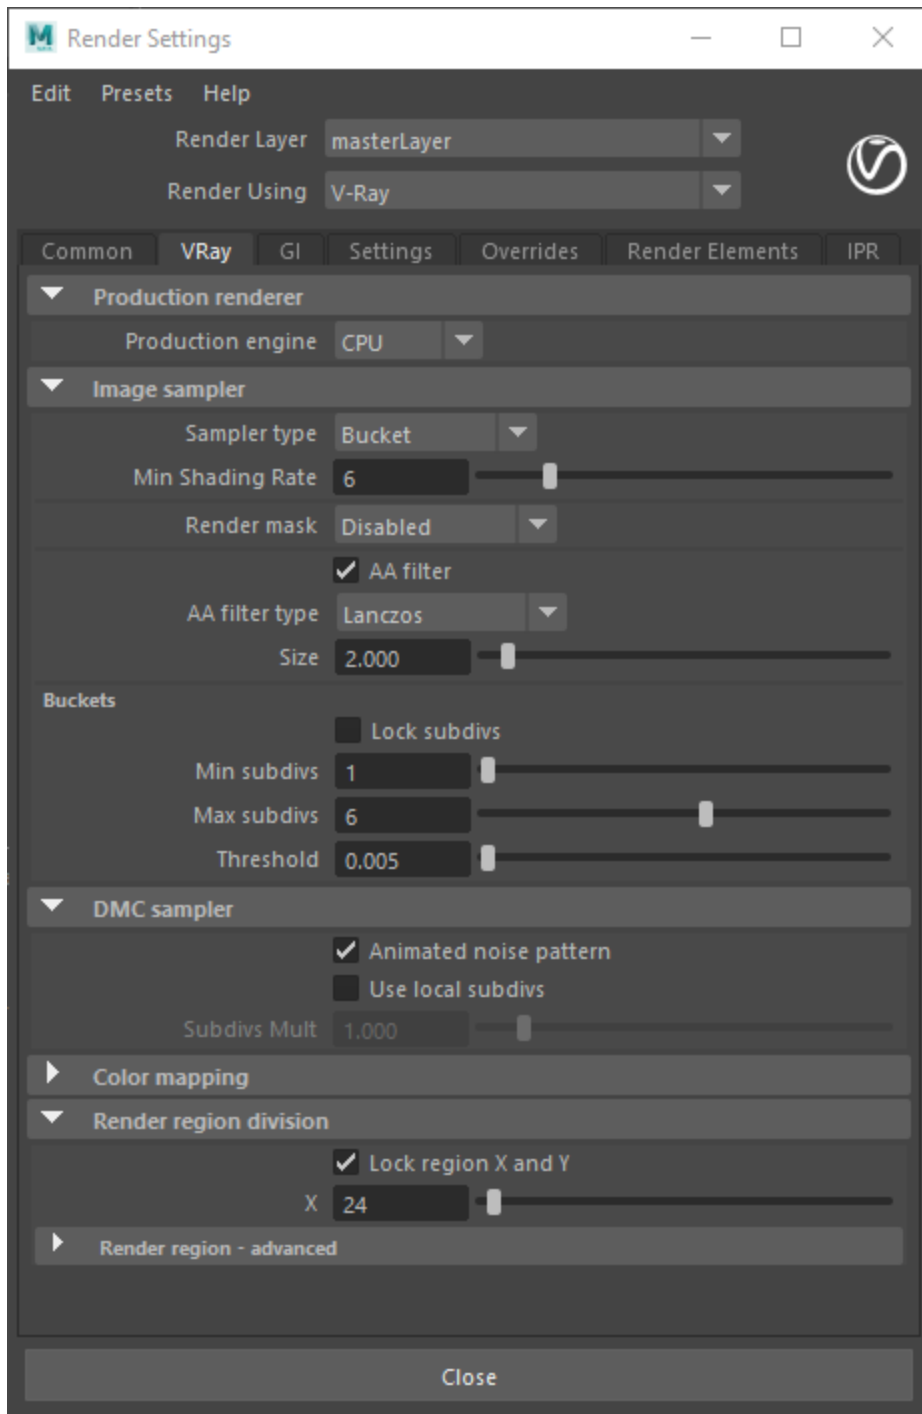 Render Settings
Edit Presets Help
Render Layer masterLayer
Render Using V-Ray
Common VRay GI Settings Overrides Render Elements IPR
Production renderer
Production engine CPU
Image sampler
Sampler type Bucket
Min Shading Rate 6
Render mask Disabled
AA filter
AA filter type Lanczos
Size 2.000
Buckets
Lock subdivs
Min subdivs 1
Max subdivs 6
Threshold 0.005
DMC sampler
Animated noise pattern
Use local subdivs
Subdivs Mult 1.000
Color mapping
Render region division
Lock region X and Y
X 24
Render region - advanced
Close